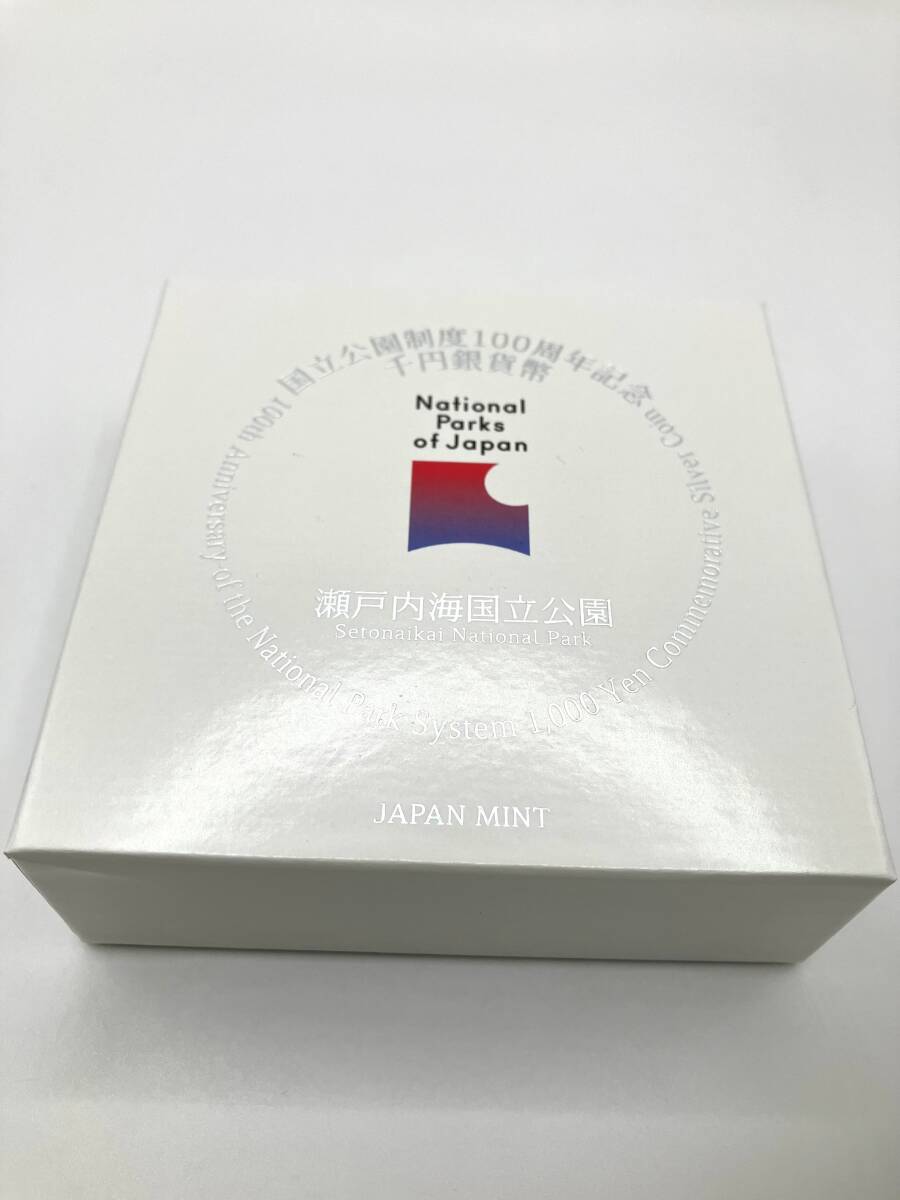 国立公園制度100周年記念
千円銀貨幣
National
Parks
of Japan
瀬戸内海国立公園
Setonaikai National Park
100th Anniversary of the National Park System 1,000 Yen Commemorative Silver Coin
JAPAN MINT